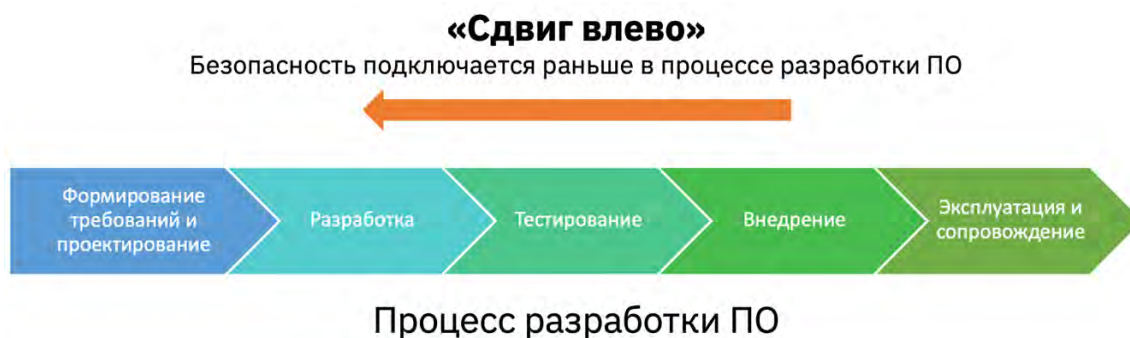 «Сдвиг влево»
Безопасность подключается раньше в процессе разработки ПО
Формирование
требований и
проектирование
Разработка
Тестирование
Внедрение
Эксплуатация и
сопровождение
Процесс разработки ПО